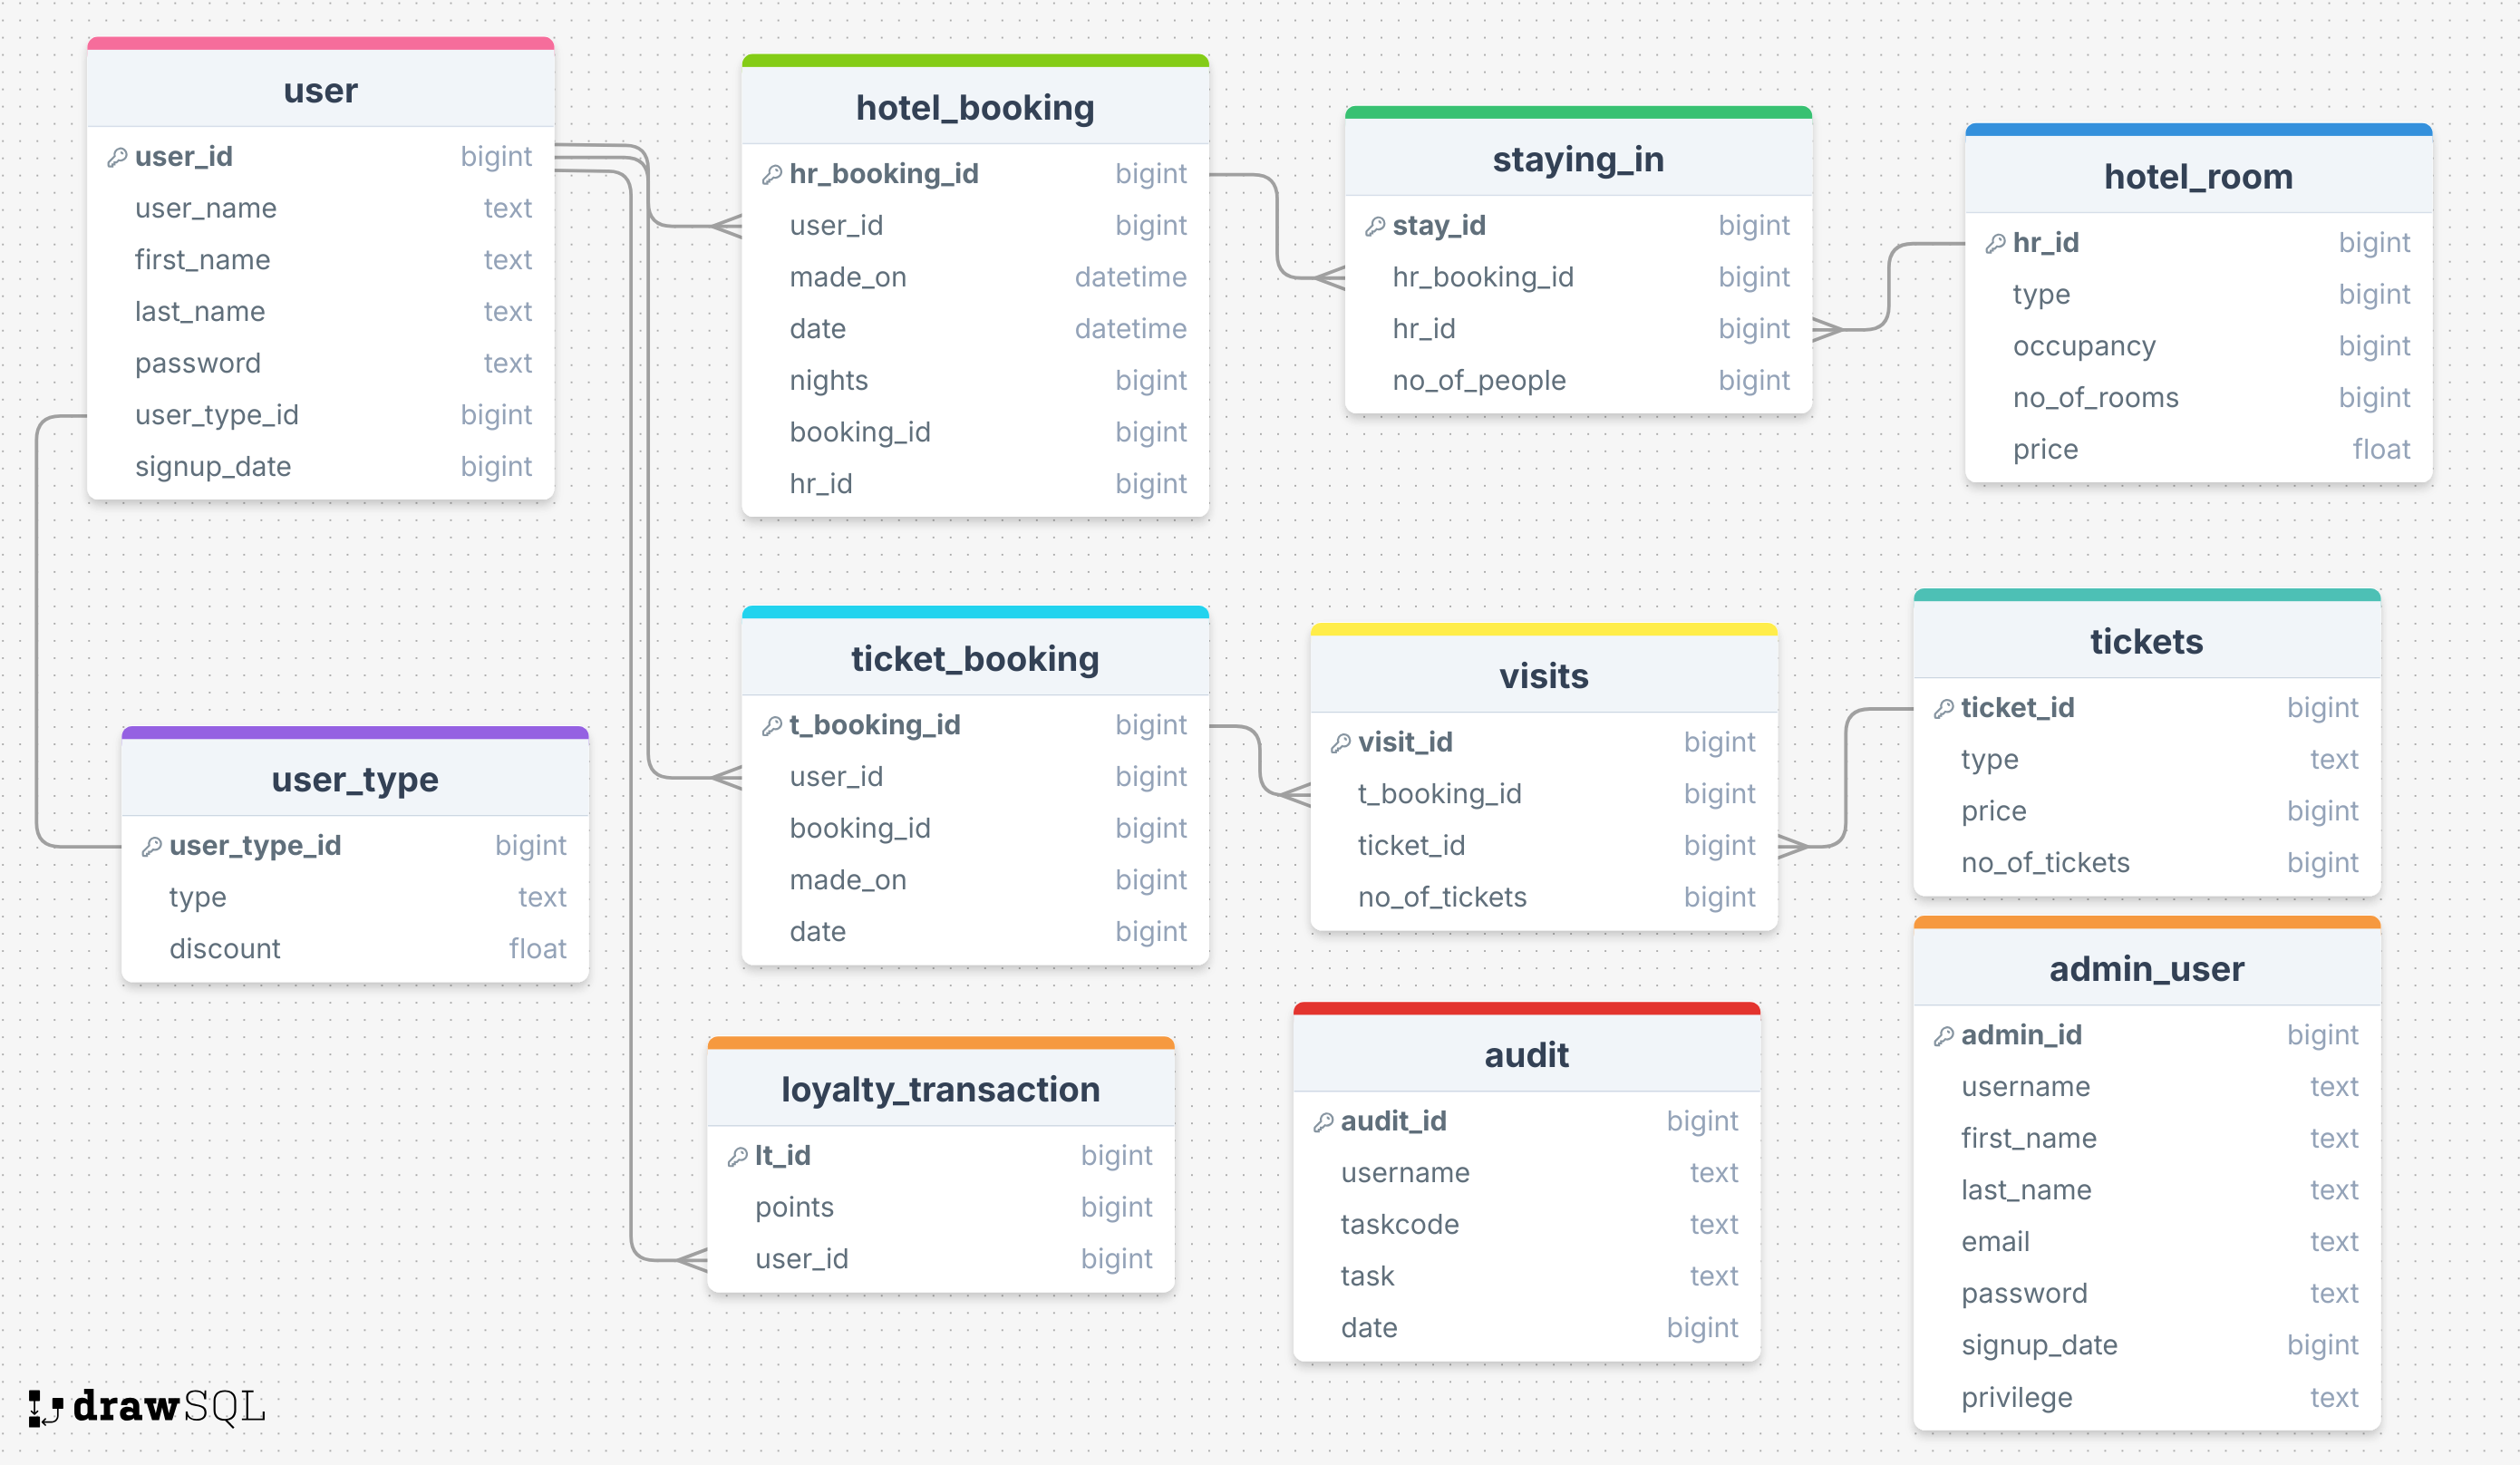 user
user_id bigint
user_name text
first_name text
last_name text
password text
user_type_id bigint
signup_date bigint
hotel_booking
hr_booking_id bigint
user_id bigint
made_on datetime
date datetime
nights bigint
booking_id bigint
hr_id bigint
staying_in
stay_id bigint
hr_booking_id bigint
hr_id bigint
no_of_people bigint
hotel_room
hr_id bigint
type bigint
occupancy bigint
no_of_rooms bigint
price float
user_type
user_type_id bigint
type text
discount float
ticket_booking
t_booking_id bigint
user_id bigint
booking_id bigint
made_on bigint
date bigint
visits
visit_id bigint
t_booking_id bigint
ticket_id bigint
no_of_tickets bigint
tickets
ticket_id bigint
type text
price bigint
no_of_tickets bigint
loyalty_transaction
lt_id bigint
points bigint
user_id bigint
audit
audit_id bigint
username text
taskcode text
task text
date bigint
admin_user
admin_id bigint
username text
first_name text
last_name text
email text
password text
signup_date bigint
privilege text
drawSQL